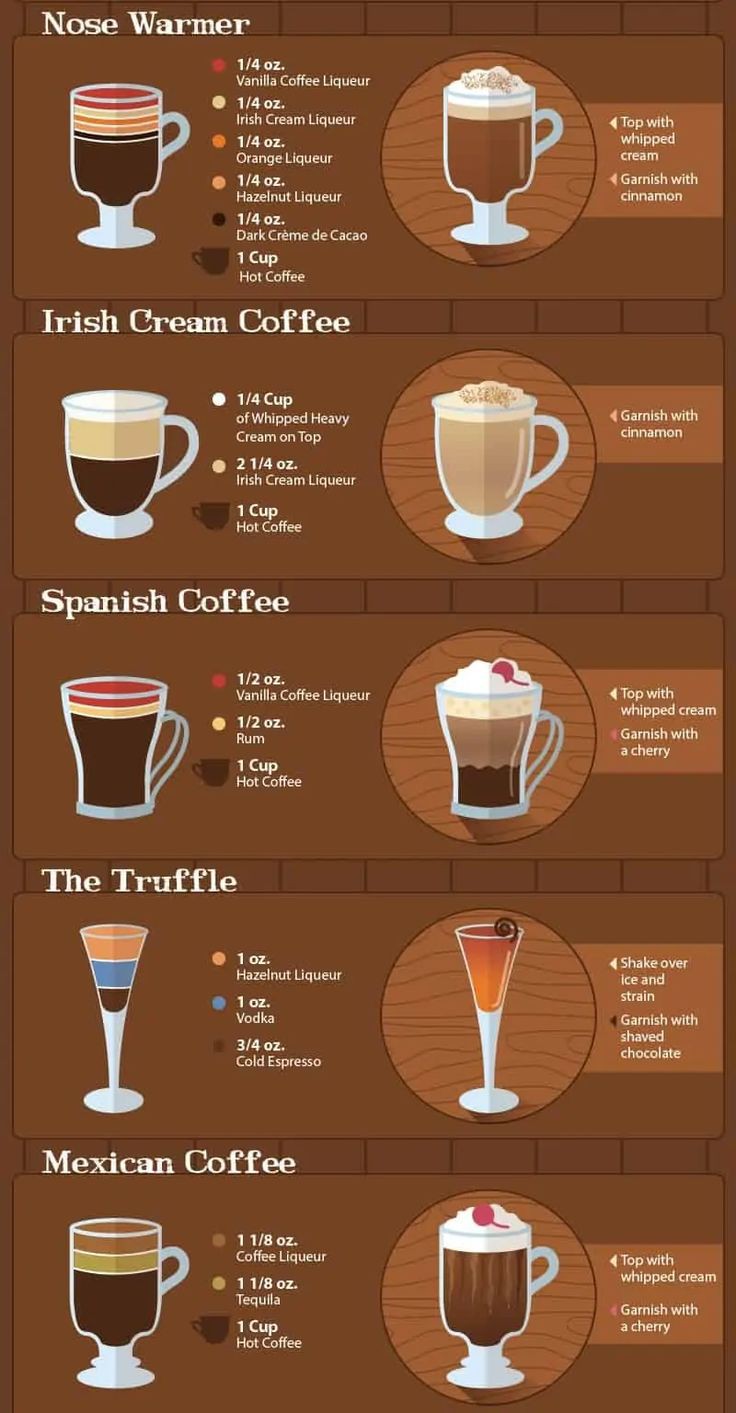 Nose Warmer
1/4 oz.
Vanilla Coffee Liqueur
1/4 oz.
Irish Cream Liqueur
1/4 oz.
Orange Liqueur
1/4 oz.
Hazelnut Liqueur
1/4 oz.
Dark Crème de Cacao
1 Cup
Hot Coffee
Top with
whipped
cream
Garnish with
cinnamon
Irish Cream Coffee
1/4 Cup
of Whipped Heavy
Cream on Top
2 1/4 oz.
Irish Cream Liqueur
1 Cup
Hot Coffee
Garnish with
cinnamon
Spanish Coffee
1/2 oz.
Vanilla Coffee Liqueur
1/2 oz.
Rum
1 Cup
Hot Coffee
Top with
whipped cream
Garnish with
a cherry
The Truffle
1 oz.
Hazelnut Liqueur
1 oz.
Vodka
3/4 oz.
Cold Espresso
Shake over
ice and
strain
Garnish with
shaved
chocolate
Mexican Coffee
1 1/8 oz.
Coffee Liqueur
1 1/8 oz.
Tequila
1 Cup
Hot Coffee
Top with
whipped cream
Garnish with
a cherry